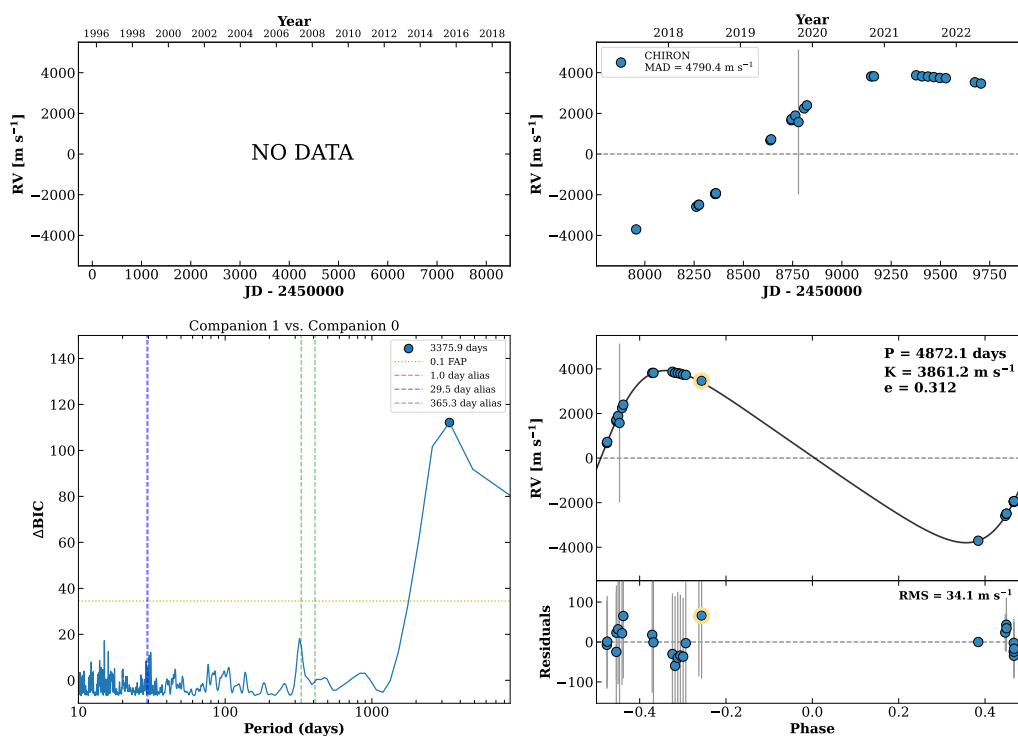 Year
1996 1998 2000 2002 2004 2006 2008 2010 2012 2014 2016 2018
RV [m s⁻¹]
4000
2000
0
−2000
−4000
NO DATA
0 1000 2000 3000 4000 5000 6000 7000 8000
JD - 2450000
Year
2018 2019 2020 2021 2022
RV [m s⁻¹]
4000
2000
0
−2000
−4000
CHIRON
MAD = 4790.4 m s⁻¹
8000 8250 8500 8750 9000 9250 9500 9750
JD - 2450000
Companion 1 vs. Companion 0
ΔBIC
140
120
100
80
60
40
20
0
3375.9 days
0.1 FAP
1.0 day alias
29.5 day alias
365.3 day alias
10 100 1000
Period (days)
RV [m s⁻¹]
4000
2000
0
−2000
−4000
P = 4872.1 days
K = 3861.2 m s⁻¹
e = 0.312
Residuals
100
0
−100
RMS = 34.1 m s⁻¹
−0.4 −0.2 0.0 0.2 0.4
Phase